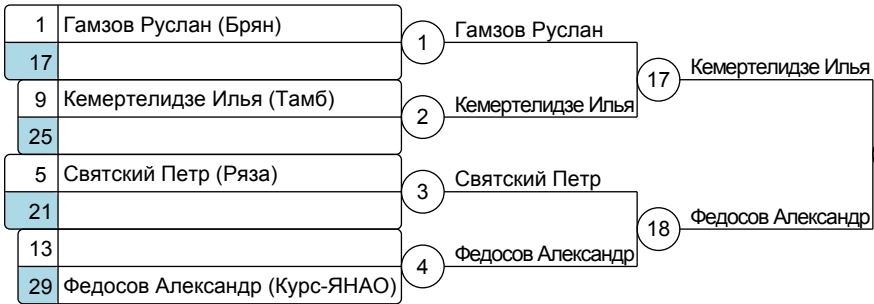 1 Гамзов Руслан (Брян)
1 Гамзов Руслан
17
17 Кемертелидзе Илья
9 Кемертелидзе Илья (Тамб)
2 Кемертелидзе Илья
25
5 Святский Петр (Ряза)
3 Святский Петр
21
18 Федосов Александр
13
4 Федосов Александр
29 Федосов Александр (Курс-ЯНАО)